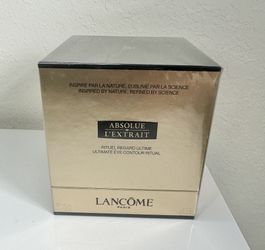 INSPIRÉ PAR LA NATURE, SUBLIMÉ PAR LA SCIENCE
INSPIRED BY NATURE, REFINED BY SCIENCE
ABSOLUE
L'EXTRAIT
RITUEL REGARD ULTIME
ULTIMATE EYE CONTOUR RITUAL
LANCÔME
PARIS